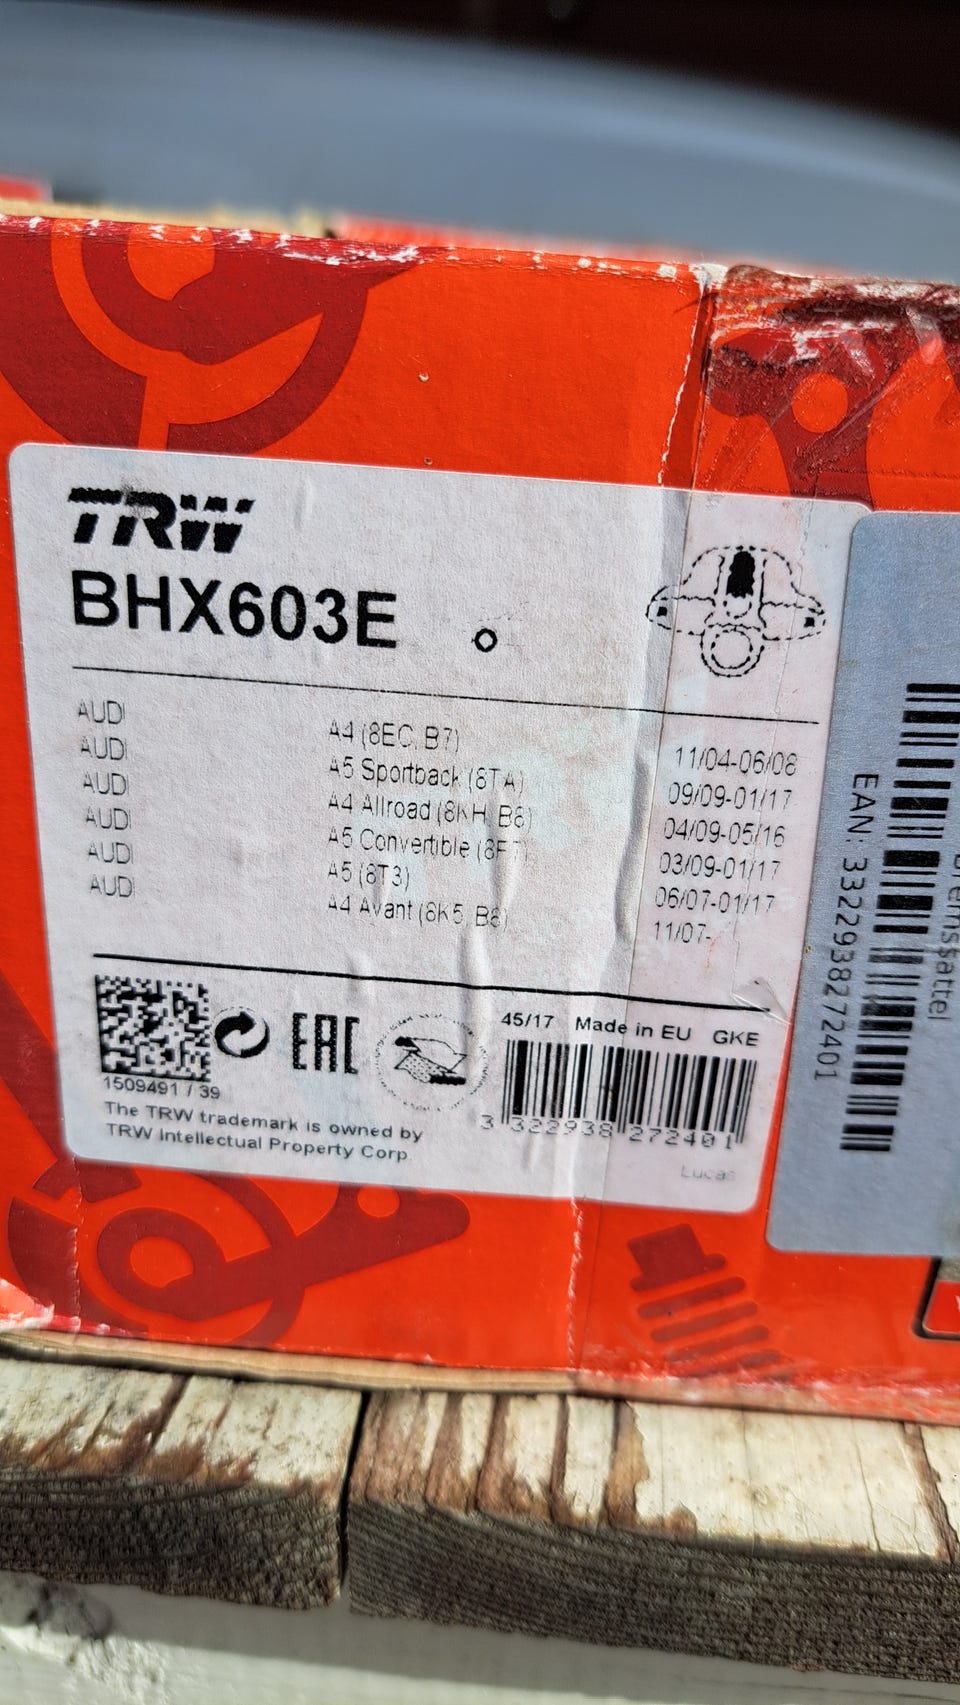 TRW
BHX603E
AUDI A4 (8EC, B7) 11/04-06/08
AUDI A5 Sportback (8TA) 09/09-01/17
AUDI A4 Allroad (8KH, B8) 04/09-05/16
AUDI A5 Convertible (8F7) 03/09-01/17
AUDI A5 (8T3) 06/07-01/17
AUDI A4 Avant (8K5, B8) 11/07-
EAC
45/17 Made in EU GKE
1509491 / 39
3 322938 272401
The TRW trademark is owned by
TRW Intellectual Property Corp
Lucas
EAN: 3322938272401
Bremssattel